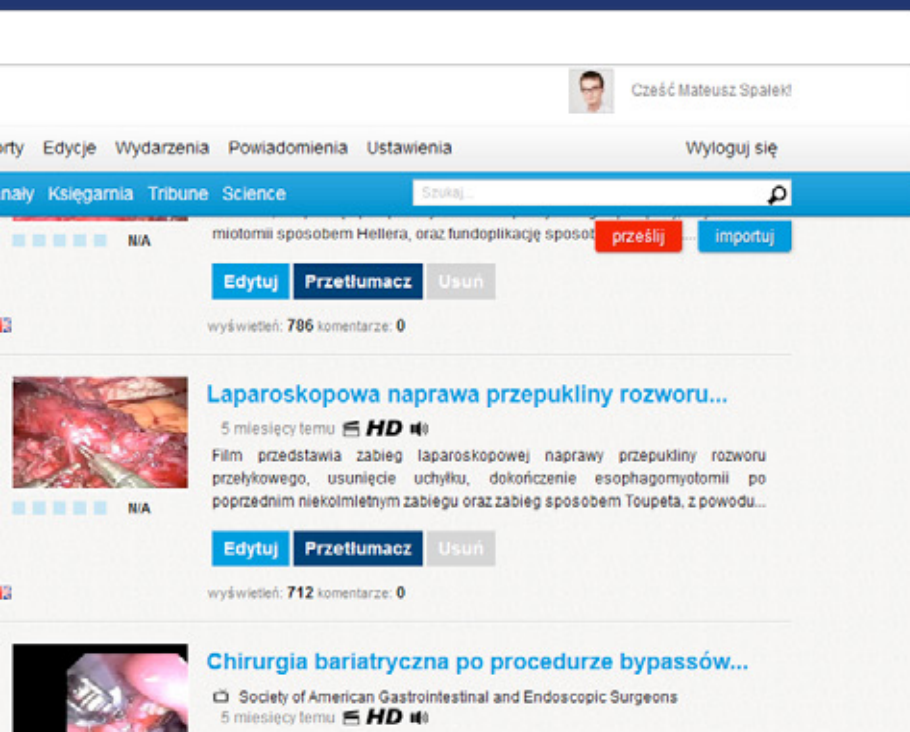 Cześć Mateusz Spałek!
orty Edycje Wydarzenia Powiadomienia Ustawienia Wyloguj się
nały Księgarnia Tribune Science Szukaj...
N/A
miotomii sposobem Hellera, oraz fundoplikację sposob
prześlij
... importuj
Edytuj Przetłumacz Usuń
wyświetleń: 786 komentarze: 0
Laparoskopowa naprawa przepukliny rozworu...
5 miesięcy temu HD
Film przedstawia zabieg laparoskopowej naprawy przepukliny rozworu
przełykowego, usunięcie uchyłku, dokończenie esophagomyotomii po
poprzednim niekolmletnym zabiegu oraz zabieg sposobem Toupeta, z powodu...
N/A
Edytuj Przetłumacz Usuń
wyświetleń: 712 komentarze: 0
Chirurgia bariatryczna po procedurze bypassów...
Society of American Gastrointestinal and Endoscopic Surgeons
5 miesięcy temu HD